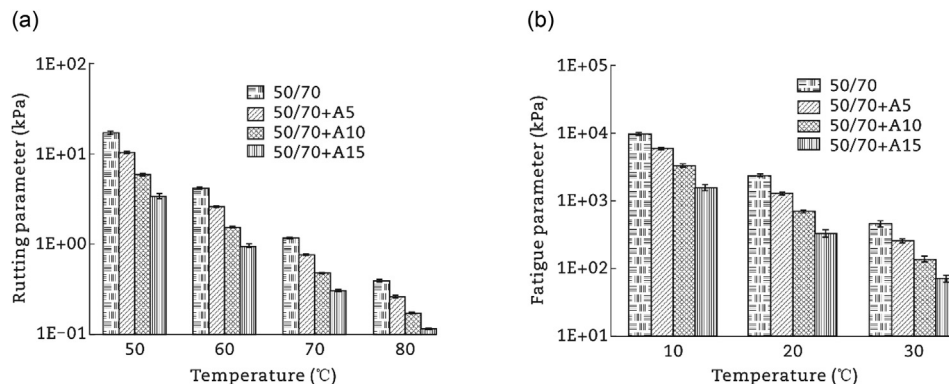 (a)
Rutting parameter (kPa)
1E+02
1E+01
1E+00
1E−01
50/70
50/70+A5
50/70+A10
50/70+A15
50 60 70 80
Temperature (℃)
(b)
Fatigue parameter (kPa)
1E+05
1E+04
1E+03
1E+02
1E+01
50/70
50/70+A5
50/70+A10
50/70+A15
10 20 30
Temperature (℃)